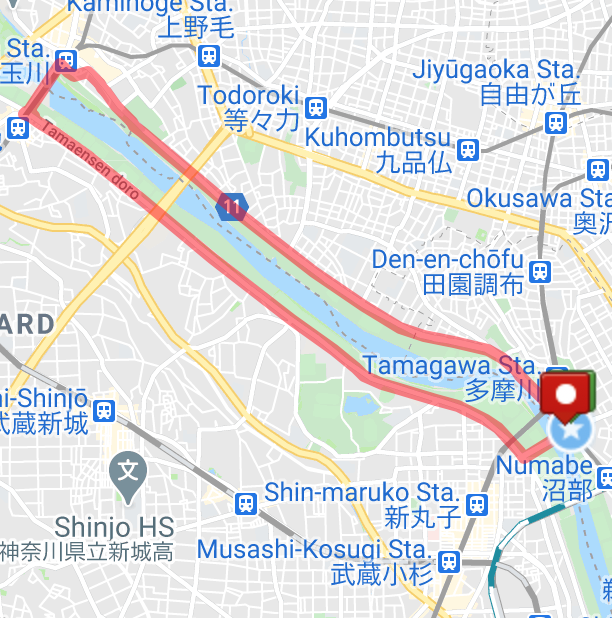 Kaminoge Sta.
上野毛
Sta.
玉川
Jiyūgaoka Sta.
自由が丘
Todoroki
等々力
Kuhombutsu
九品仏
Tamaensen doro
11
Okusawa Sta
奥沢
Den-en-chōfu
田園調布
ARD
Tamagawa Sta.
多摩川
hi-Shinjō
武蔵新城
文
Numabe
沼部
Shin-maruko Sta.
新丸子
Shinjo HS
神奈川県立新城高
Musashi-Kosugi Sta.
武蔵小杉
鵜